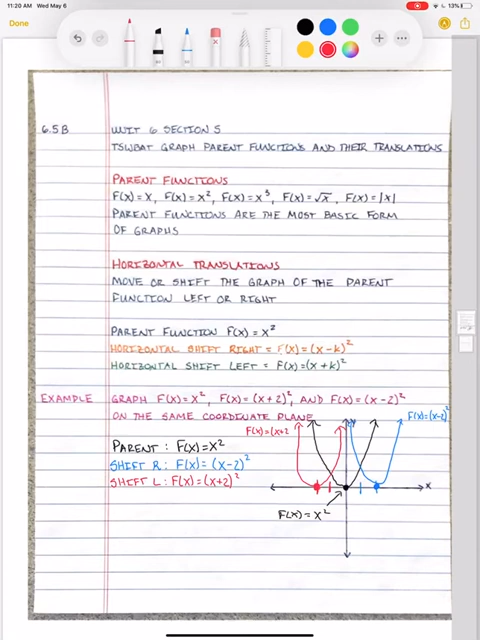 11:20 AM Wed May 6
13%
Done
6.5B UNIT 6 SECTION 5
TSWBAT GRAPH PARENT FUNCTIONS AND THEIR TRANSLATIONS
PARENT FUNCTIONS
F(X) = X, F(X) = X², F(X) = X³, F(X) = √X, F(X) = |X|
PARENT FUNCTIONS ARE THE MOST BASIC FORM
OF GRAPHS
HORIZONTAL TRANSLATIONS
MOVE OR SHIFT THE GRAPH OF THE PARENT
FUNCTION LEFT OR RIGHT
PARENT FUNCTION F(X) = X²
HORIZONTAL SHIFT RIGHT = F(X) = (X - K)²
HORIZONTAL SHIFT LEFT = F(X) = (X + K)²
EXAMPLE GRAPH F(X) = X², F(X) = (X+2)², AND F(X) = (X-2)²
ON THE SAME COORDINATE PLANE
F(X) = (X-2)²
F(X) = (X+2
PARENT : F(X) = X²
SHIFT R : F(X) = (X-2)²
SHIFT L : F(X) = (X+2)²
X
F(X) = X²